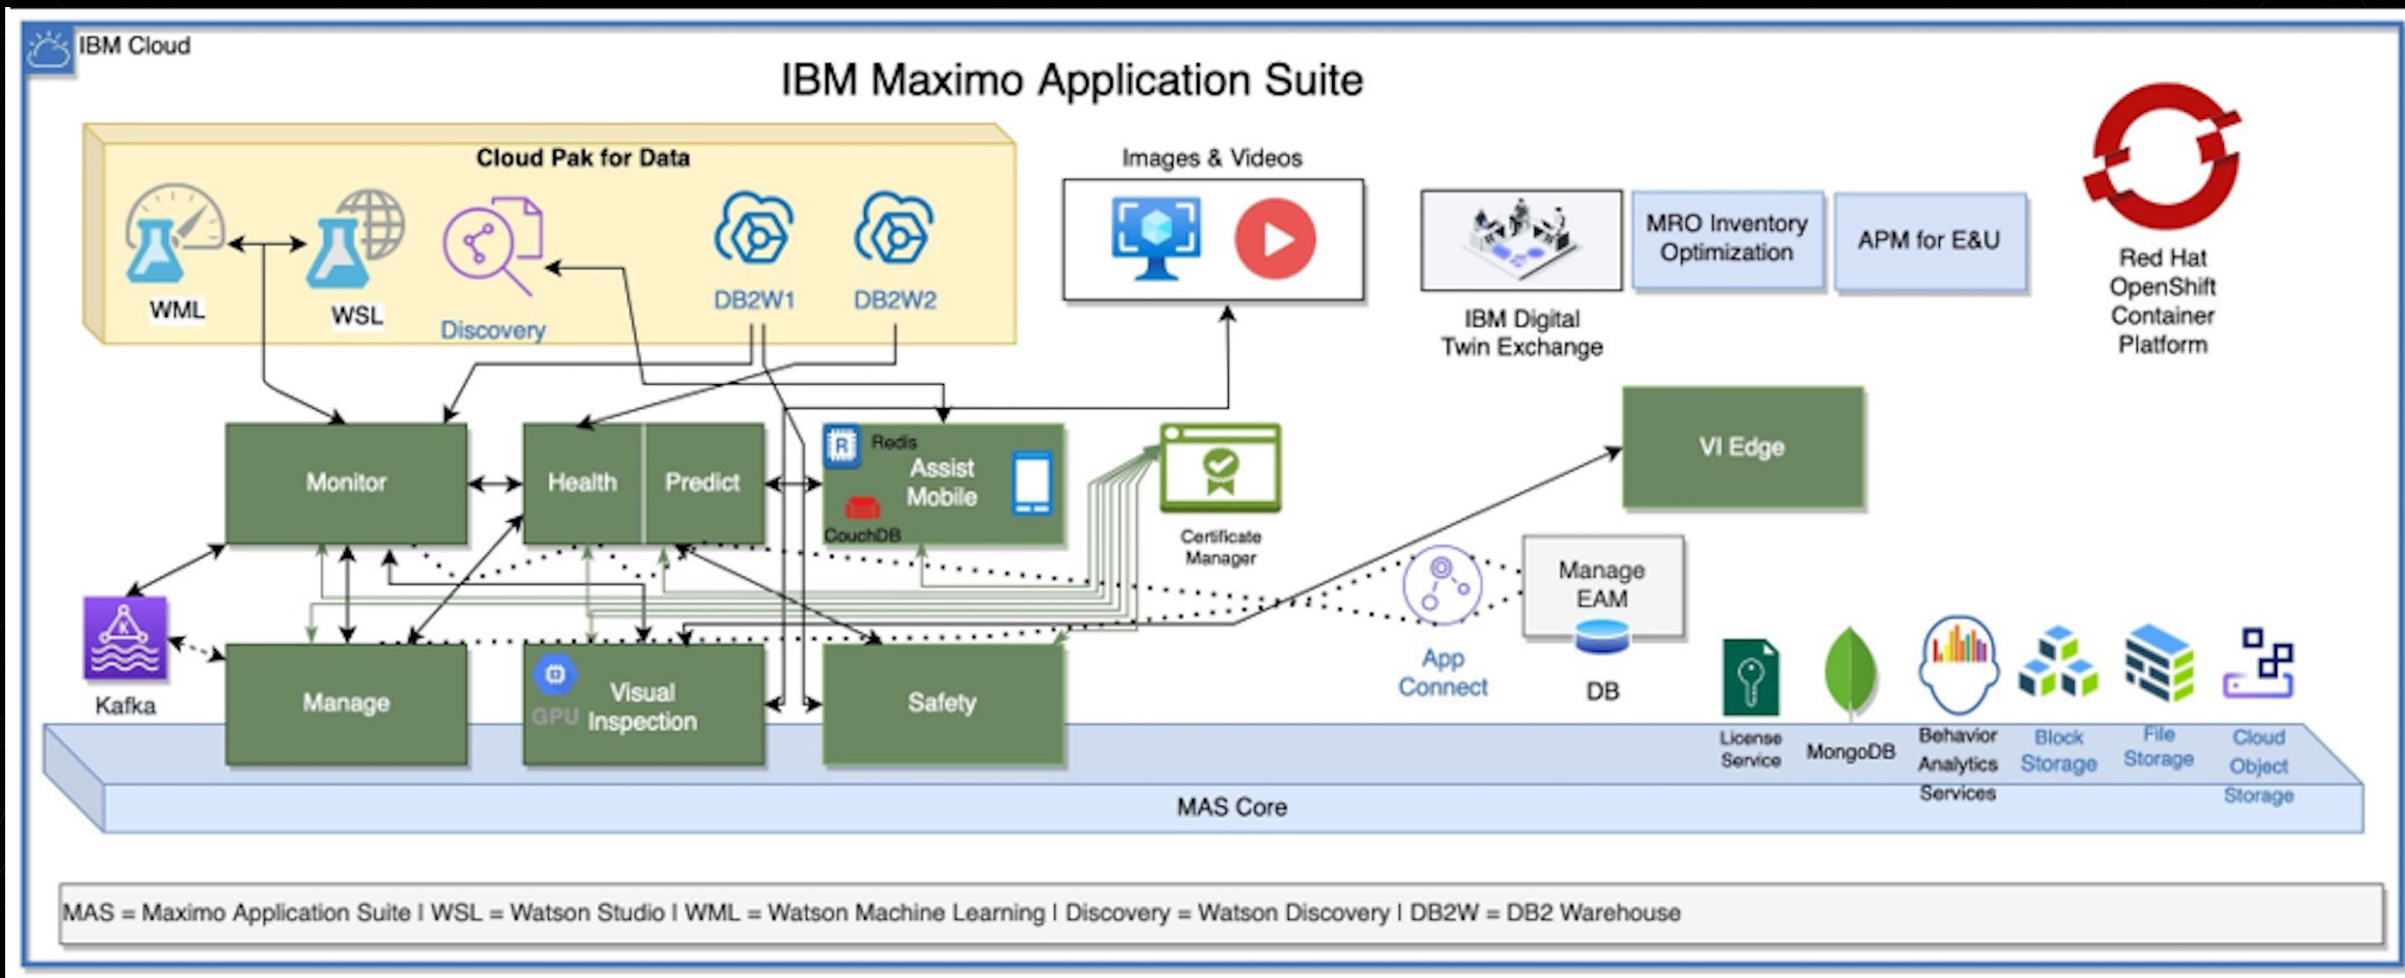 IBM Cloud
IBM Maximo Application Suite
Cloud Pak for Data
WML
WSL
Discovery
DB2W1
DB2W2
Images & Videos
IBM Digital
Twin Exchange
MRO Inventory
Optimization
APM for E&U
Red Hat
OpenShift
Container
Platform
Monitor
Health
Predict
R
Redis
Assist
Mobile
CouchDB
Certificate
Manager
VI Edge
K
Kafka
Manage
GPU
Visual
Inspection
Safety
App
Connect
Manage
EAM
DB
License
Service
MongoDB
Behavior
Analytics
Services
Block
Storage
File
Storage
Cloud
Object
Storage
MAS Core
MAS = Maximo Application Suite | WSL = Watson Studio | WML = Watson Machine Learning | Discovery = Watson Discovery | DB2W = DB2 Warehouse